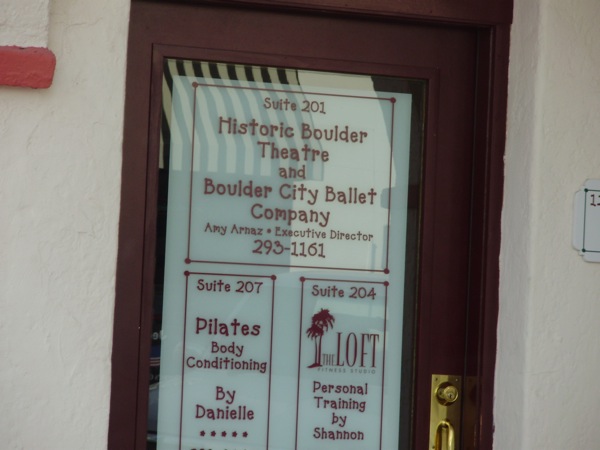 Suite 201
Historic Boulder
Theatre
and
Boulder City Ballet
Company
Amy Arnaz • Executive Director
293-1161
Suite 207
Pilates
Body
Conditioning
By
Danielle
Suite 204
THE LOFT
FITNESS STUDIO
Personal
Training
by
Shannon